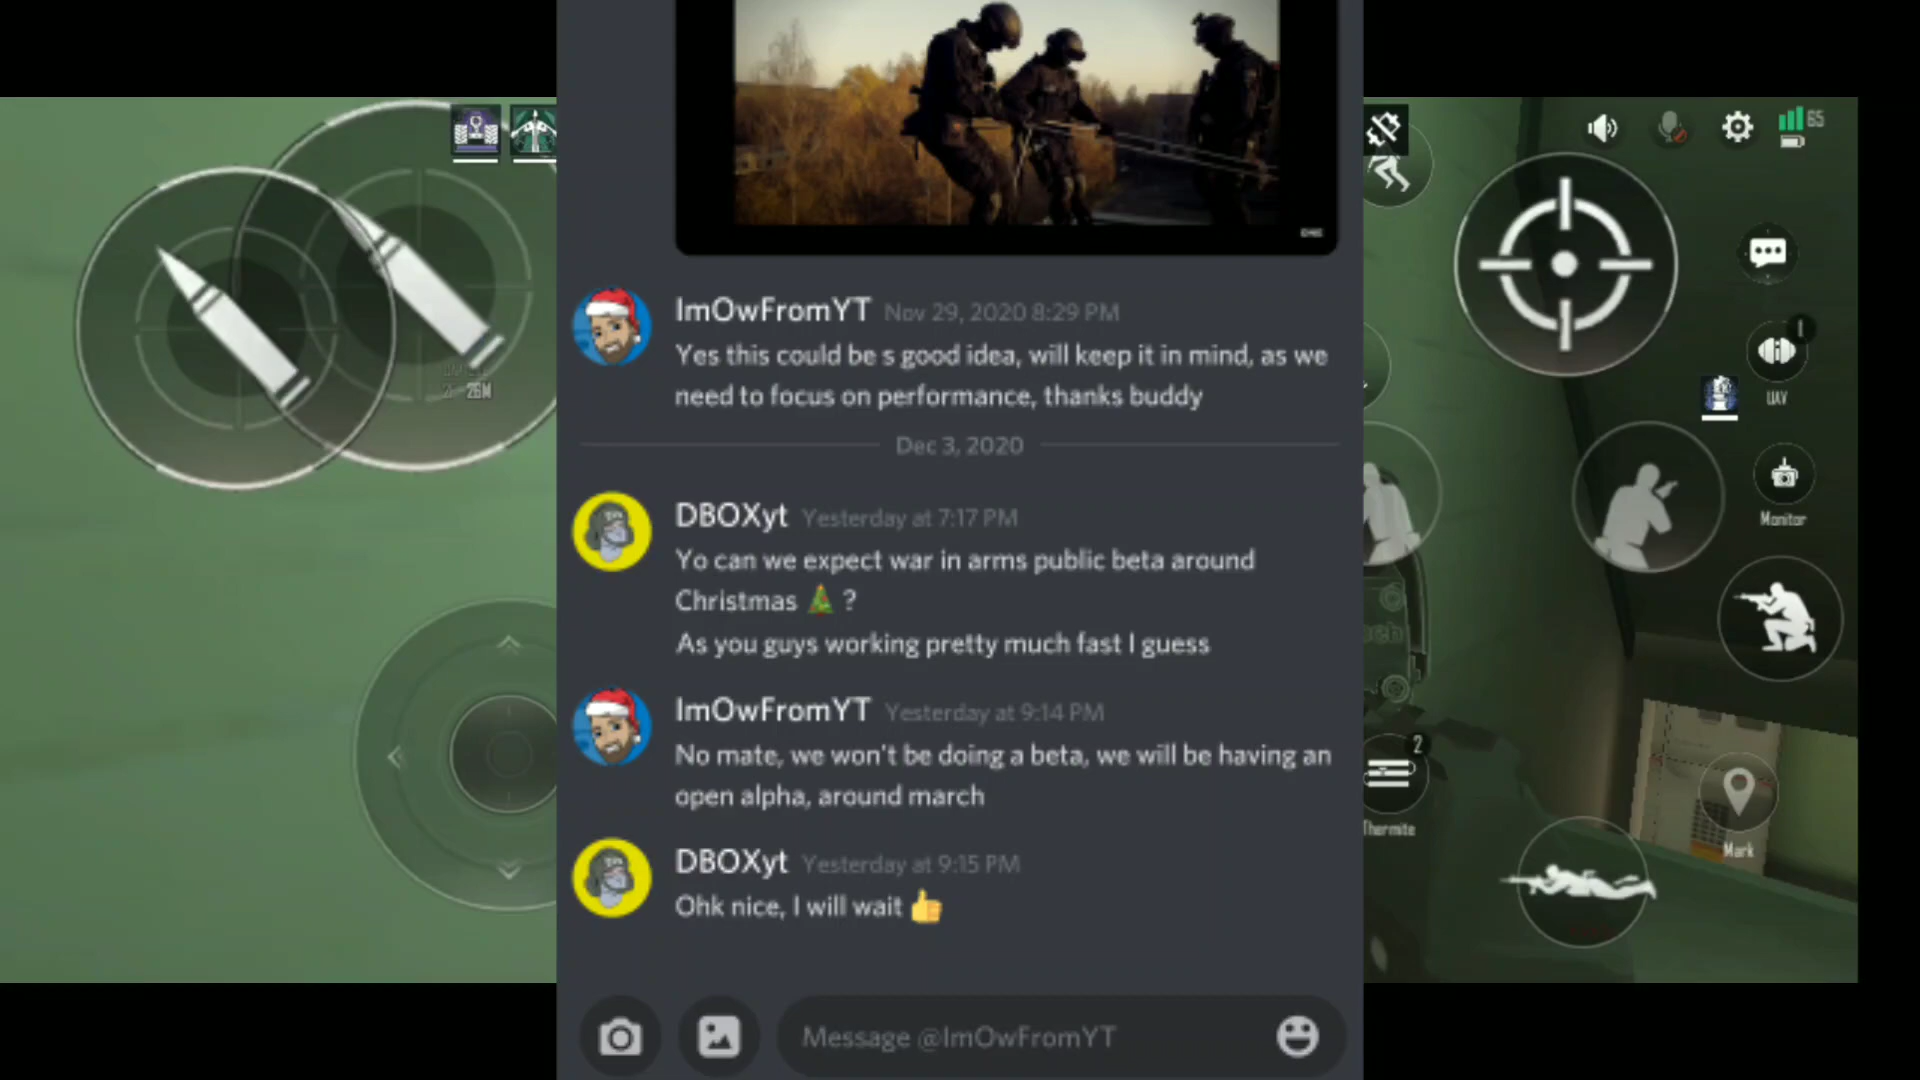 ImOwFromYT Nov 29, 2020 8:29 PM
Yes this could be s good idea, will keep it in mind, as we
need to focus on performance, thanks buddy
Dec 3, 2020
DBOXyt Yesterday at 7:17 PM
Yo can we expect war in arms public beta around
Christmas 🎄 ?
As you guys working pretty much fast I guess
ImOwFromYT Yesterday at 9:14 PM
No mate, we won't be doing a beta, we will be having an
open alpha, around march
DBOXyt Yesterday at 9:15 PM
Ohk nice, I will wait 👍
Message @ImOwFromYT
26M
65
1
UAV
Monitor
2
Thermite
Mark